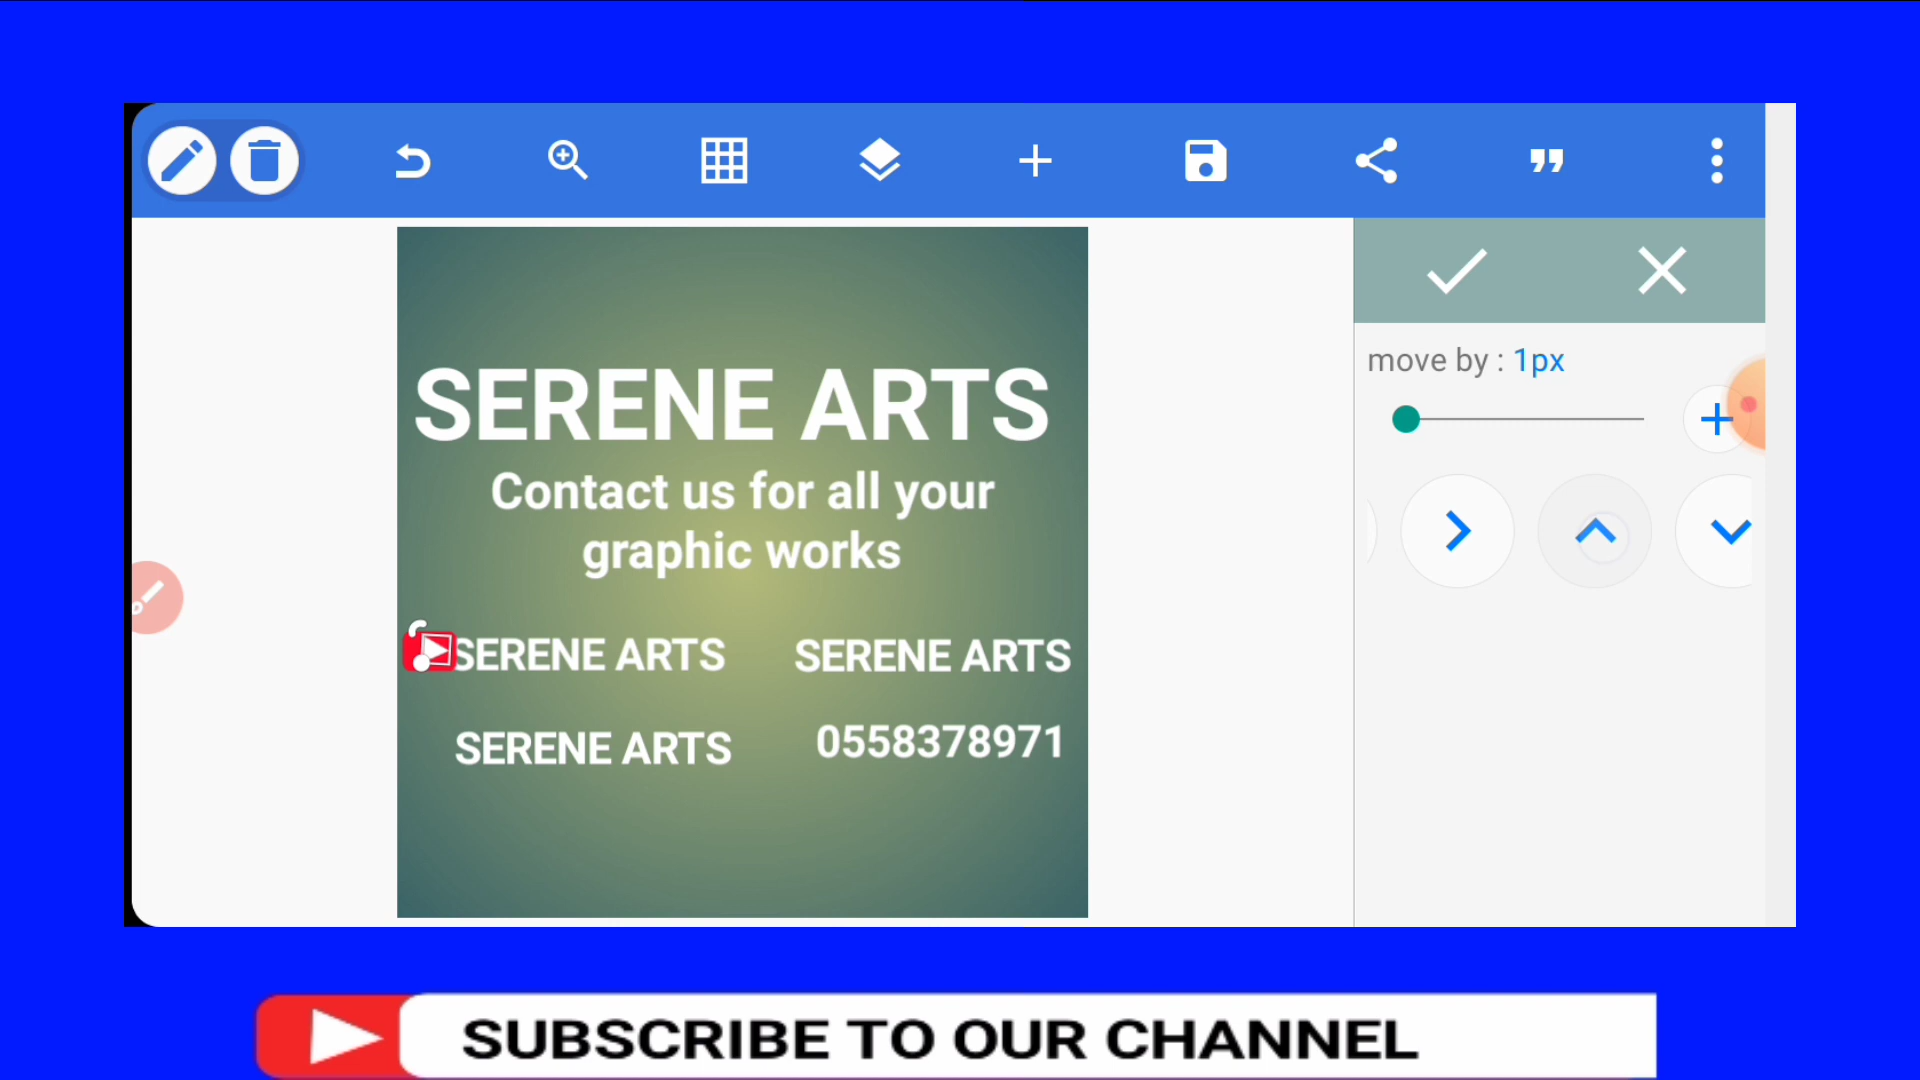 move by : 1px
SERENE ARTS
Contact us for all your
graphic works
SERENE ARTS SERENE ARTS
SERENE ARTS 0558378971
SUBSCRIBE TO OUR CHANNEL